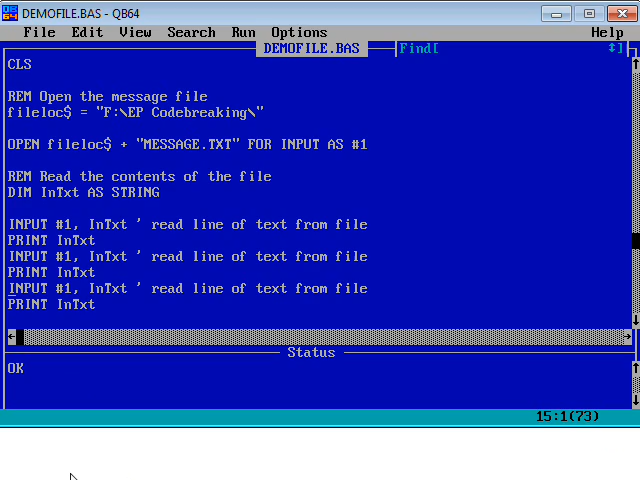 DEMOFILE.BAS - QB64
File Edit View Search Run Options Help
DEMOFILE.BAS Find[ ↕]
CLS
REM Open the message file
fileloc$ = "F:\EP Codebreaking\"
OPEN fileloc$ + "MESSAGE.TXT" FOR INPUT AS #1
REM Read the contents of the file
DIM InTxt AS STRING
INPUT #1, InTxt ' read line of text from file
PRINT InTxt
INPUT #1, InTxt ' read line of text from file
PRINT InTxt
INPUT #1, InTxt ' read line of text from file
PRINT InTxt
Status
OK
15:1(73)